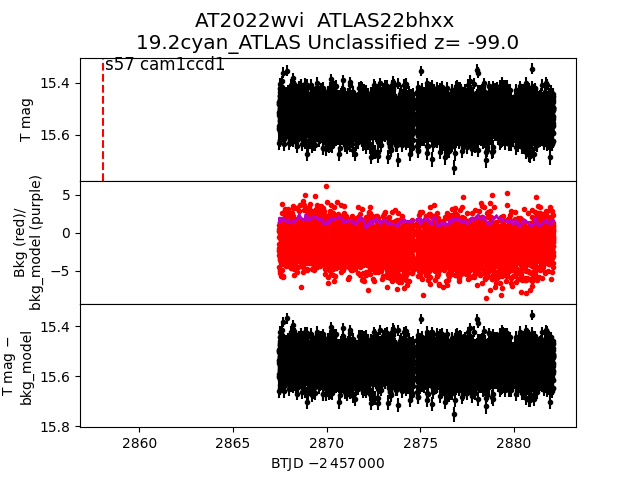 AT2022wvi  ATLAS22bhxx
19.2cyan_ATLAS Unclassified z= -99.0
s57 cam1ccd1
T mag
15.4
15.6
Bkg (red)/
bkg_model (purple)
5
0
−5
T mag −
bkg_model
15.4
15.6
15.8
2860
2865
2870
2875
2880
BTJD −2 457 000